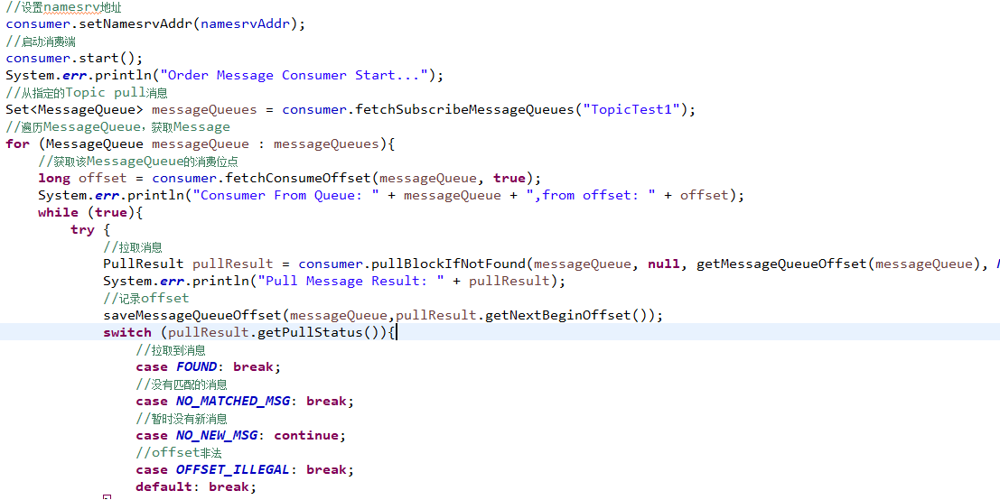 //设置namesrv地址
consumer.setNamesrvAddr(namesrvAddr);
//启动消费端
consumer.start();
System.err.println("Order Message Consumer Start...");
//从指定的Topic pull消息
Set<MessageQueue> messageQueues = consumer.fetchSubscribeMessageQueues("TopicTest1");
//遍历MessageQueue，获取Message
for (MessageQueue messageQueue : messageQueues){
//获取该MessageQueue的消费位点
long offset = consumer.fetchConsumeOffset(messageQueue, true);
System.err.println("Consumer From Queue: " + messageQueue + ",from offset: " + offset);
while (true){
try {
//拉取消息
PullResult pullResult = consumer.pullBlockIfNotFound(messageQueue, null, getMessageQueueOffset(messageQueue),
System.err.println("Pull Message Result: " + pullResult);
//记录offset
saveMessageQueueOffset(messageQueue,pullResult.getNextBeginOffset());
switch (pullResult.getPullStatus()){
//拉取到消息
case FOUND: break;
//没有匹配的消息
case NO_MATCHED_MSG: break;
//暂时没有新消息
case NO_NEW_MSG: continue;
//offset非法
case OFFSET_ILLEGAL: break;
default: break;